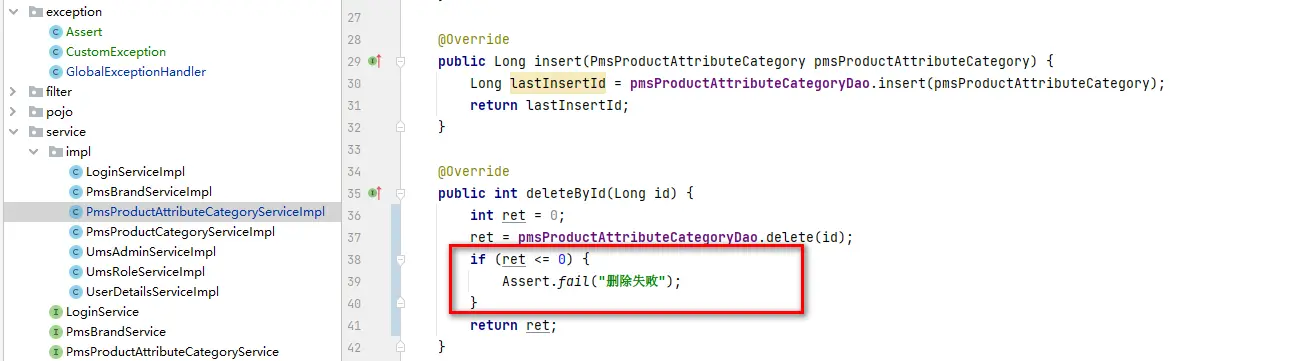 exception
Assert
CustomException
GlobalExceptionHandler
filter
pojo
service
impl
LoginServiceImpl
PmsBrandServiceImpl
PmsProductAttributeCategoryServiceImpl
PmsProductCategoryServiceImpl
UmsAdminServiceImpl
UmsRoleServiceImpl
UserDetailsServiceImpl
LoginService
PmsBrandService
PmsProductAttributeCategoryService
27
28 @Override
29 public Long insert(PmsProductAttributeCategory pmsProductAttributeCategory) {
30 Long lastInsertId = pmsProductAttributeCategoryDao.insert(pmsProductAttributeCategory);
31 return lastInsertId;
32 }
33
34 @Override
35 public int deleteById(Long id) {
36 int ret = 0;
37 ret = pmsProductAttributeCategoryDao.delete(id);
38 if (ret <= 0) {
39 Assert.fail("删除失败");
40 }
41 return ret;
42 }